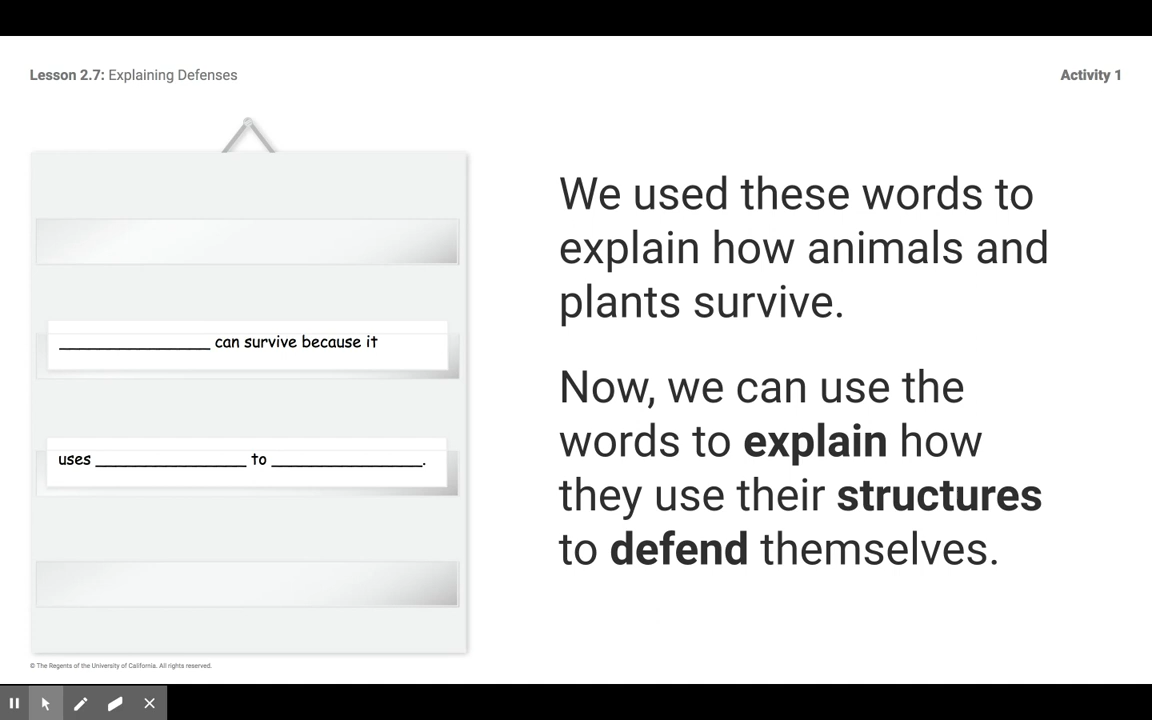 Lesson 2.7: Explaining Defenses
Activity 1
_______________ can survive because it
uses _______________ to _______________.
We used these words to
explain how animals and
plants survive.
Now, we can use the
words to explain how
they use their structures
to defend themselves.
© The Regents of the University of California. All rights reserved.